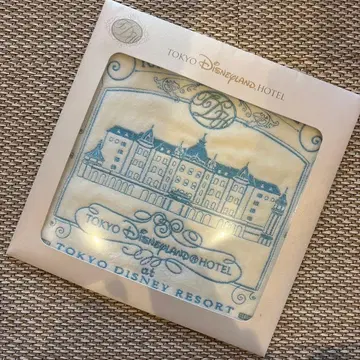 TOKYO DISNEYLAND HOTEL
TOKYO DISNEYLAND® HOTEL
at
TOKYO DISNEY RESORT